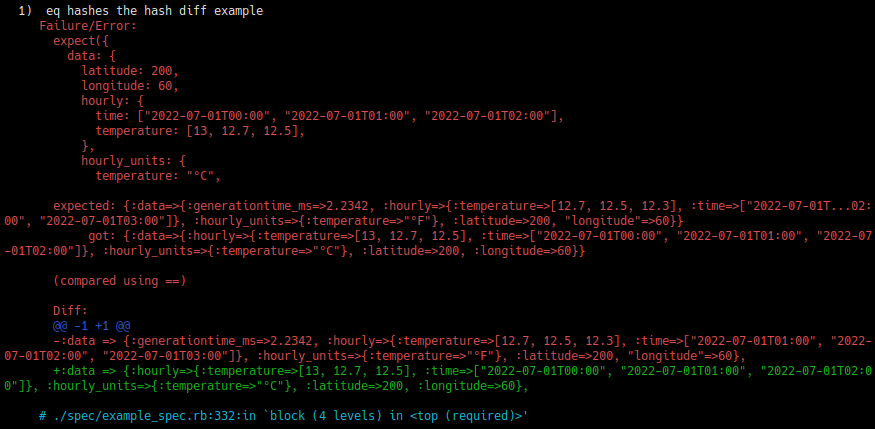 1)  eq hashes the hash diff example
Failure/Error:
expect({
data: {
latitude: 200,
longitude: 60,
hourly: {
time: ["2022-07-01T00:00", "2022-07-01T01:00", "2022-07-01T02:00"],
temperature: [13, 12.7, 12.5],
},
hourly_units: {
temperature: "°C",
expected: {:data=>{:generationtime_ms=>2.2342, :hourly=>{:temperature=>[12.7, 12.5, 12.3], :time=>["2022-07-01T...02:
00", "2022-07-01T03:00"]}, :hourly_units=>{:temperature=>"°F"}, :latitude=>200, "longitude"=>60}}
got: {:data=>{:hourly=>{:temperature=>[13, 12.7, 12.5], :time=>["2022-07-01T00:00", "2022-07-01T01:00", "2022-07
-01T02:00"]}, :hourly_units=>{:temperature=>"°C"}, :latitude=>200, :longitude=>60}}
(compared using ==)
Diff:
@@ -1 +1 @@
-:data => {:generationtime_ms=>2.2342, :hourly=>{:temperature=>[12.7, 12.5, 12.3], :time=>["2022-07-01T01:00", "2022-
07-01T02:00", "2022-07-01T03:00"]}, :hourly_units=>{:temperature=>"°F"}, :latitude=>200, "longitude"=>60},
+:data => {:hourly=>{:temperature=>[13, 12.7, 12.5], :time=>["2022-07-01T00:00", "2022-07-01T01:00", "2022-07-01T02:0
0"]}, :hourly_units=>{:temperature=>"°C"}, :latitude=>200, :longitude=>60},
# ./spec/example_spec.rb:332:in `block (4 levels) in <top (required)>'